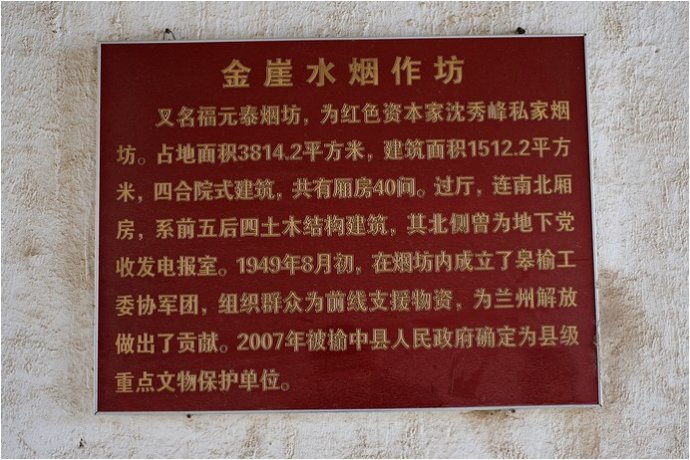 金崖水烟作坊
又名福元泰烟坊，为红色资本家沈秀峰私家烟
坊。占地面积3814.2平方米，建筑面积1512.2平方
米，四合院式建筑，共有厢房40间。过厅，连南北厢
房，系前五后四土木结构建筑，其北侧曾为地下党
收发电报室。1949年8月初，在烟坊内成立了皋榆工
委协军团，组织群众为前线支援物资，为兰州解放
做出了贡献。2007年被榆中县人民政府确定为县级
重点文物保护单位。